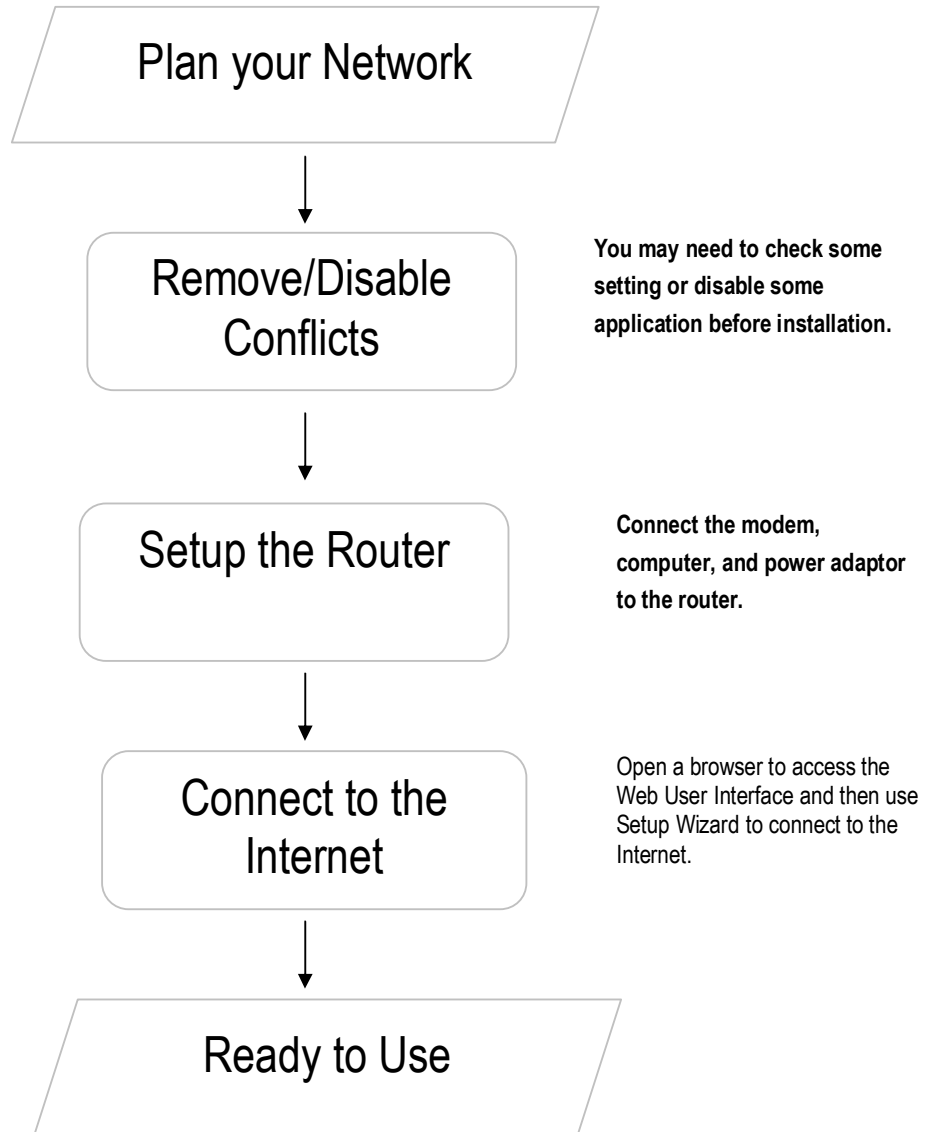 Plan your Network
Remove/Disable
Conflicts
You may need to check some
setting or disable some
application before installation.
Setup the Router
Connect the modem,
computer, and power adaptor
to the router.
Connect to the
Internet
Open a browser to access the
Web User Interface and then use
Setup Wizard to connect to the
Internet.
Ready to Use